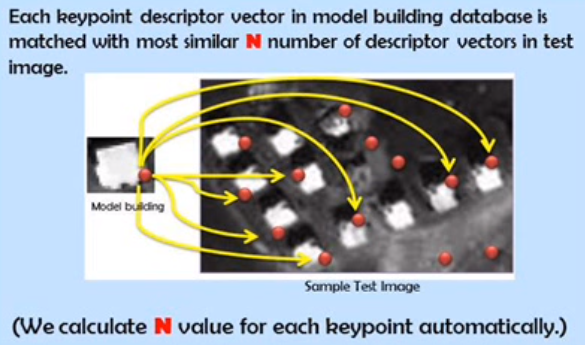 Each keypoint descriptor vector in model building database is
matched with most similar N number of descriptor vectors in test
image.
Model building
Sample Test Image
(We calculate N value for each keypoint automatically.)